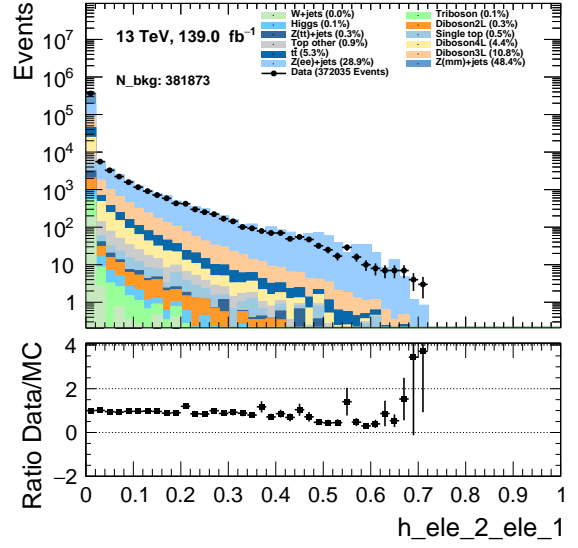 W+jets (0.0%)
Higgs (0.1%)
Z(tt)+jets (0.3%)
Top other (0.9%)
tt̄ (5.3%)
Z(ee)+jets (28.9%)
Data (372035 Events)
Triboson (0.1%)
Diboson2L (0.3%)
Single top (0.5%)
Diboson4L (4.4%)
Diboson3L (10.8%)
Z(mm)+jets (48.4%)
13 TeV, 139.0 fb⁻¹
N_bkg: 381873
Events
10⁷
10⁶
10⁵
10⁴
10³
10²
10
1
Ratio Data/MC
4
2
0
−2
0 0.1 0.2 0.3 0.4 0.5 0.6 0.7 0.8 0.9 1
h_ele_2_ele_1